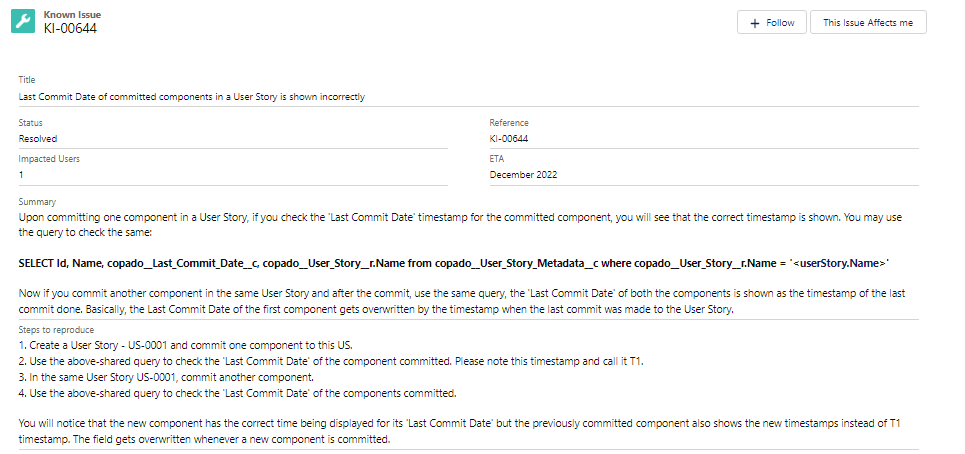 Known Issue
KI-00644
+ Follow
This Issue Affects me
Title
Last Commit Date of committed components in a User Story is shown incorrectly
Status
Reference
Resolved
KI-00644
Impacted Users
ETA
1
December 2022
Summary
Upon committing one component in a User Story, if you check the 'Last Commit Date' timestamp for the committed component, you will see that the correct timestamp is shown. You may use
the query to check the same:
SELECT Id, Name, copado__Last_Commit_Date__c, copado__User_Story__r.Name from copado__User_Story_Metadata__c where copado__User_Story__r.Name = '<userStory.Name>'
Now if you commit another component in the same User Story and after the commit, use the same query, the 'Last Commit Date' of both the components is shown as the timestamp of the last
commit done. Basically, the Last Commit Date of the first component gets overwritten by the timestamp when the last commit was made to the User Story.
Steps to reproduce
1. Create a User Story - US-0001 and commit one component to this US.
2. Use the above-shared query to check the 'Last Commit Date' of the component committed. Please note this timestamp and call it T1.
3. In the same User Story US-0001, commit another component.
4. Use the above-shared query to check the 'Last Commit Date' of the components committed.
You will notice that the new component has the correct time being displayed for its 'Last Commit Date' but the previously committed component also shows the new timestamps instead of T1
timestamp. The field gets overwritten whenever a new component is committed.